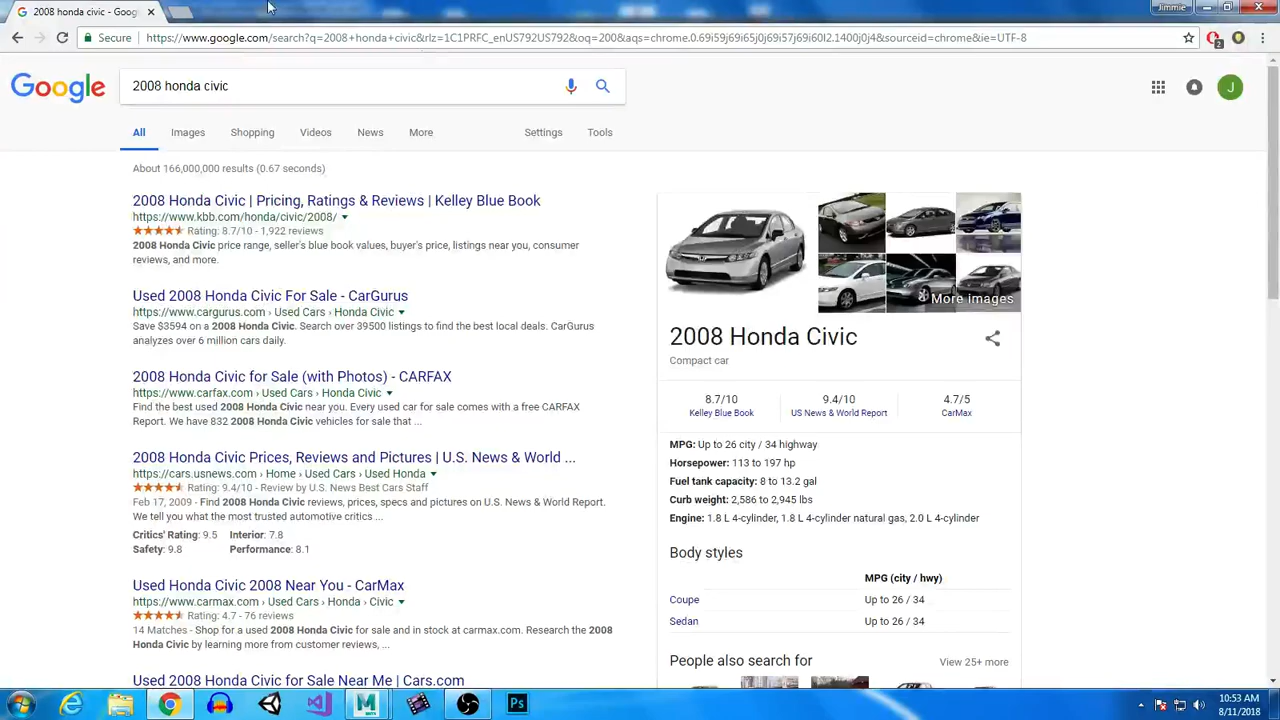 2008 honda civic - Goog
Jimmie
Secure
https://www.google.com/search?q=2008+honda+civic&rlz=1C1PRFC_enUS792US792&oq=200&aqs=chrome.0.69i59j69i65j0j69i57j69i60l2.1400j0j4&sourceid=chrome&ie=UTF-8
2
Google
2008 honda civic
J
All
Images
Shopping
Videos
News
More
Settings
Tools
About 166,000,000 results (0.67 seconds)
2008 Honda Civic | Pricing, Ratings & Reviews | Kelley Blue Book
https://www.kbb.com/honda/civic/2008/
Rating: 8.7/10 - 1,922 reviews
2008 Honda Civic price range, seller's blue book values, buyer's price, listings near you, consumer
reviews, and more.
Used 2008 Honda Civic For Sale - CarGurus
https://www.cargurus.com › Used Cars › Honda Civic
Save $3594 on a 2008 Honda Civic. Search over 39500 listings to find the best local deals. CarGurus
analyzes over 6 million cars daily.
2008 Honda Civic for Sale (with Photos) - CARFAX
https://www.carfax.com › Used Cars › Honda Civic
Find the best used 2008 Honda Civic near you. Every used car for sale comes with a free CARFAX
Report. We have 832 2008 Honda Civic vehicles for sale that ...
2008 Honda Civic Prices, Reviews and Pictures | U.S. News & World ...
https://cars.usnews.com › Home › Used Cars › Used Honda
Rating: 9.4/10 - Review by U.S. News Best Cars Staff
Feb 17, 2009 - Find 2008 Honda Civic reviews, prices, specs and pictures on U.S. News & World Report.
We tell you what the most trusted automotive critics ...
Critics' Rating: 9.5 Interior: 7.8
Safety: 9.8 Performance: 8.1
Used Honda Civic 2008 Near You - CarMax
https://www.carmax.com › Used Cars › Honda › Civic
Rating: 4.7 - 76 reviews
14 Matches - Shop for a used 2008 Honda Civic for sale and in stock at carmax.com. Research the 2008
Honda Civic by learning more from customer reviews, ...
Used 2008 Honda Civic for Sale Near Me | Cars.com
More images
2008 Honda Civic
Compact car
8.7/10
Kelley Blue Book
9.4/10
US News & World Report
4.7/5
CarMax
MPG: Up to 26 city / 34 highway
Horsepower: 113 to 197 hp
Fuel tank capacity: 8 to 13.2 gal
Curb weight: 2,586 to 2,945 lbs
Engine: 1.8 L 4-cylinder, 1.8 L 4-cylinder natural gas, 2.0 L 4-cylinder
Body styles
MPG (city / hwy)
Coupe Up to 26 / 34
Sedan Up to 26 / 34
People also search for
View 25+ more
M
Ps
10:53 AM
8/11/2018